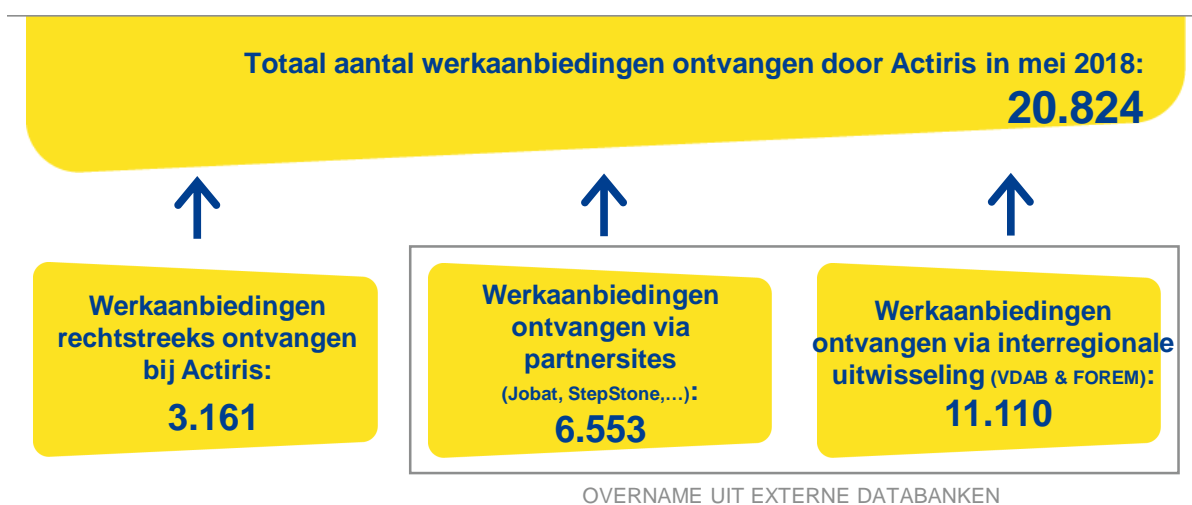 Totaal aantal werkaanbiedingen ontvangen door Actiris in mei 2018:
20.824
Werkaanbiedingen
rechtstreeks ontvangen
bij Actiris:
3.161
Werkaanbiedingen
ontvangen via
partnersites
(Jobat, StepStone,…):
6.553
Werkaanbiedingen
ontvangen via interregionale
uitwisseling (VDAB & FOREM):
11.110
OVERNAME UIT EXTERNE DATABANKEN